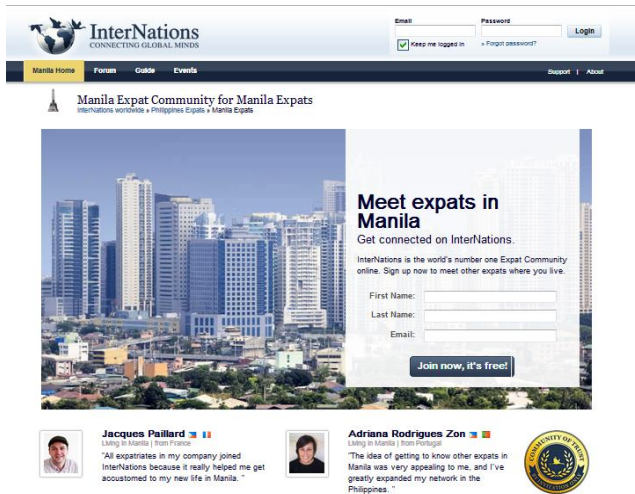 InterNations
CONNECTING GLOBAL MINDS
Email
Password
Login
Keep me logged in
» Forgot password?
Manila Home
Forum
Guide
Events
Support | About
Manila Expat Community for Manila Expats
InterNations worldwide » Philippines Expats » Manila Expats
Meet expats in
Manila
Get connected on InterNations.
InterNations is the world's number one Expat Community
online. Sign up now to meet other expats where you live.
First Name:
Last Name:
Email:
Join now, it's free!
Jacques Paillard
Living in Manila | from France
"All expatriates in my company joined
InterNations because it really helped me get
accustomed to my new life in Manila. "
Adriana Rodrigues Zon
Living in Manila | from Portugal
"The idea of getting to know other expats in
Manila was very appealing to me, and I've
greatly expanded my network in the
Philippines. "
COMMUNITY OF TRUST
BY INVITATION ONLY